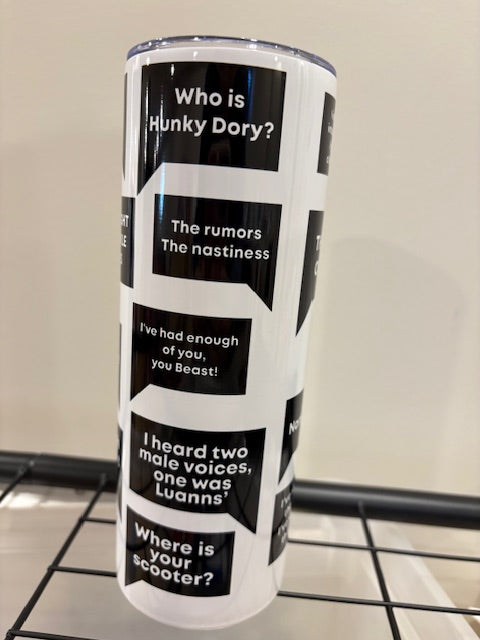 Who is
Hunky Dory?
The rumors
The nastiness
I've had enough
of you,
you Beast!
I heard two
male voices,
one was
Luanns'
Where is
your
scooter?